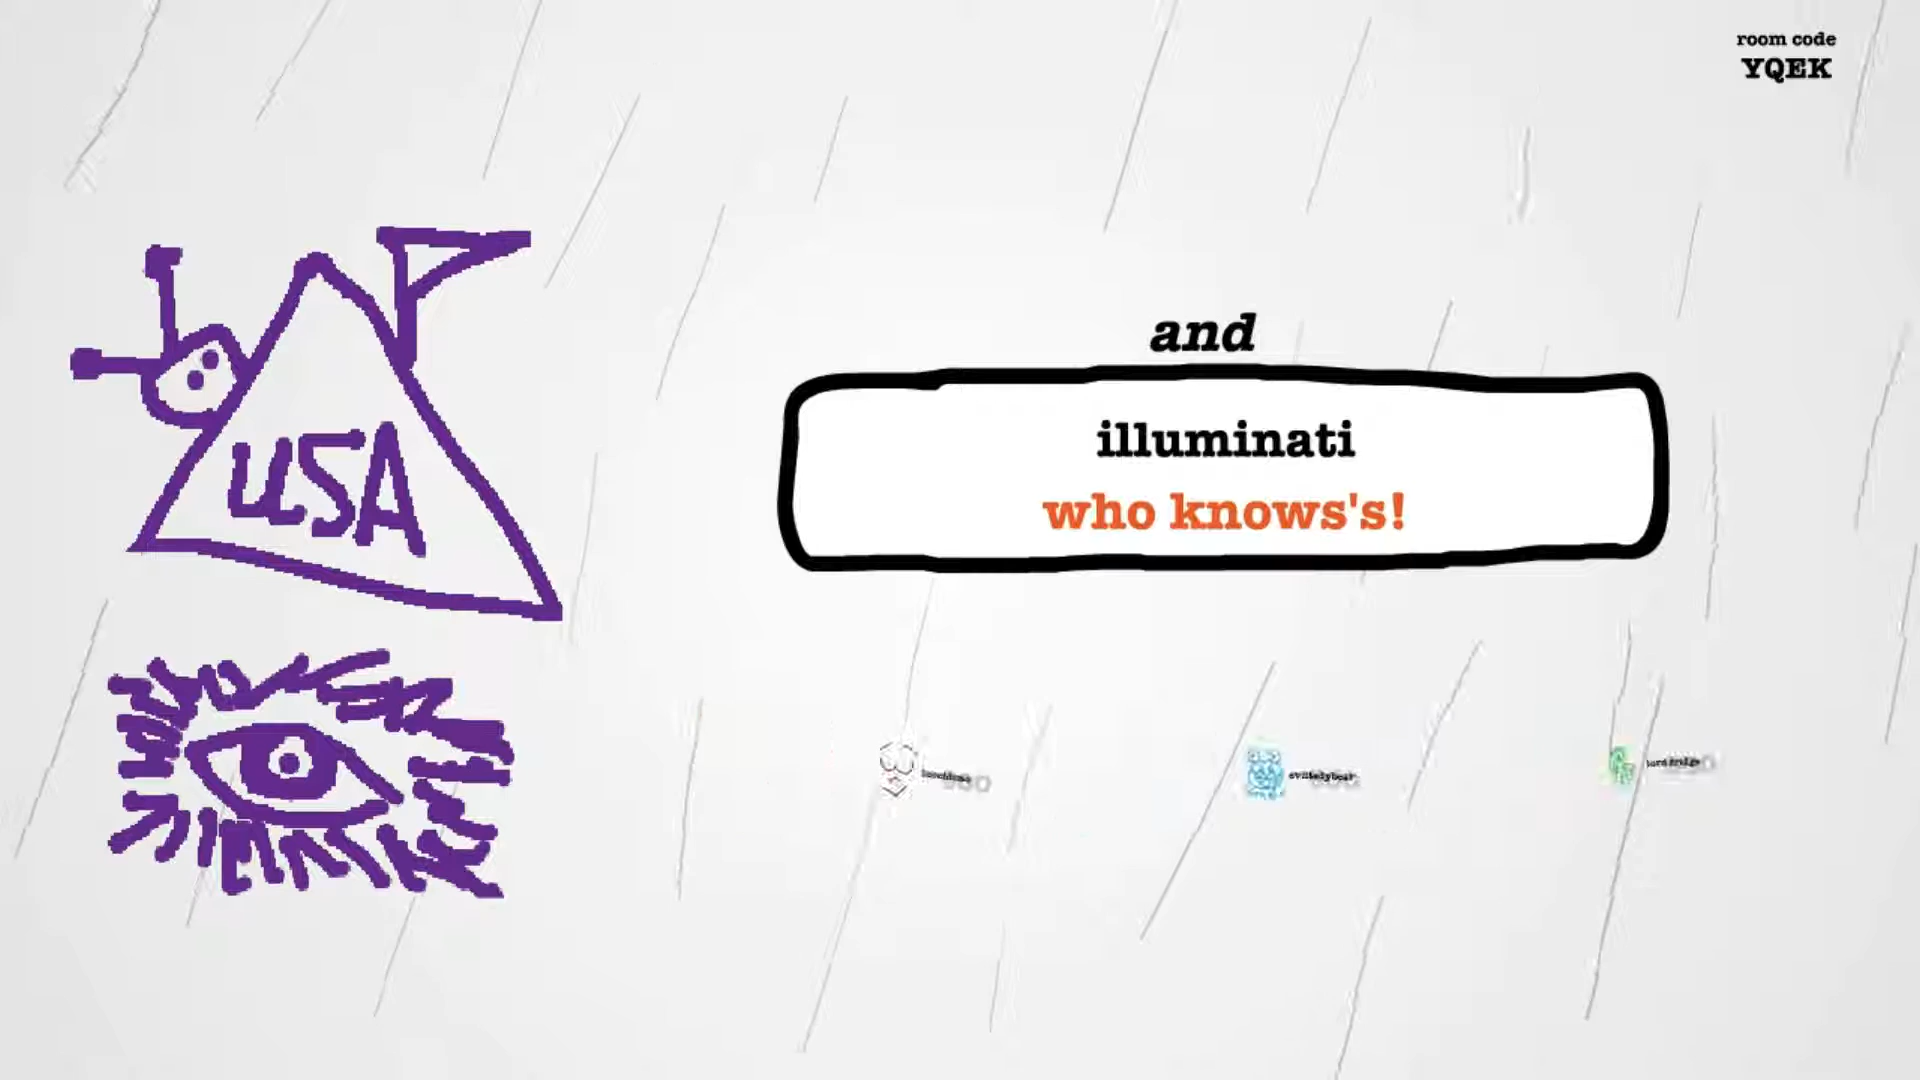 room code
YQEK
and
illuminati
who knows's!
USA